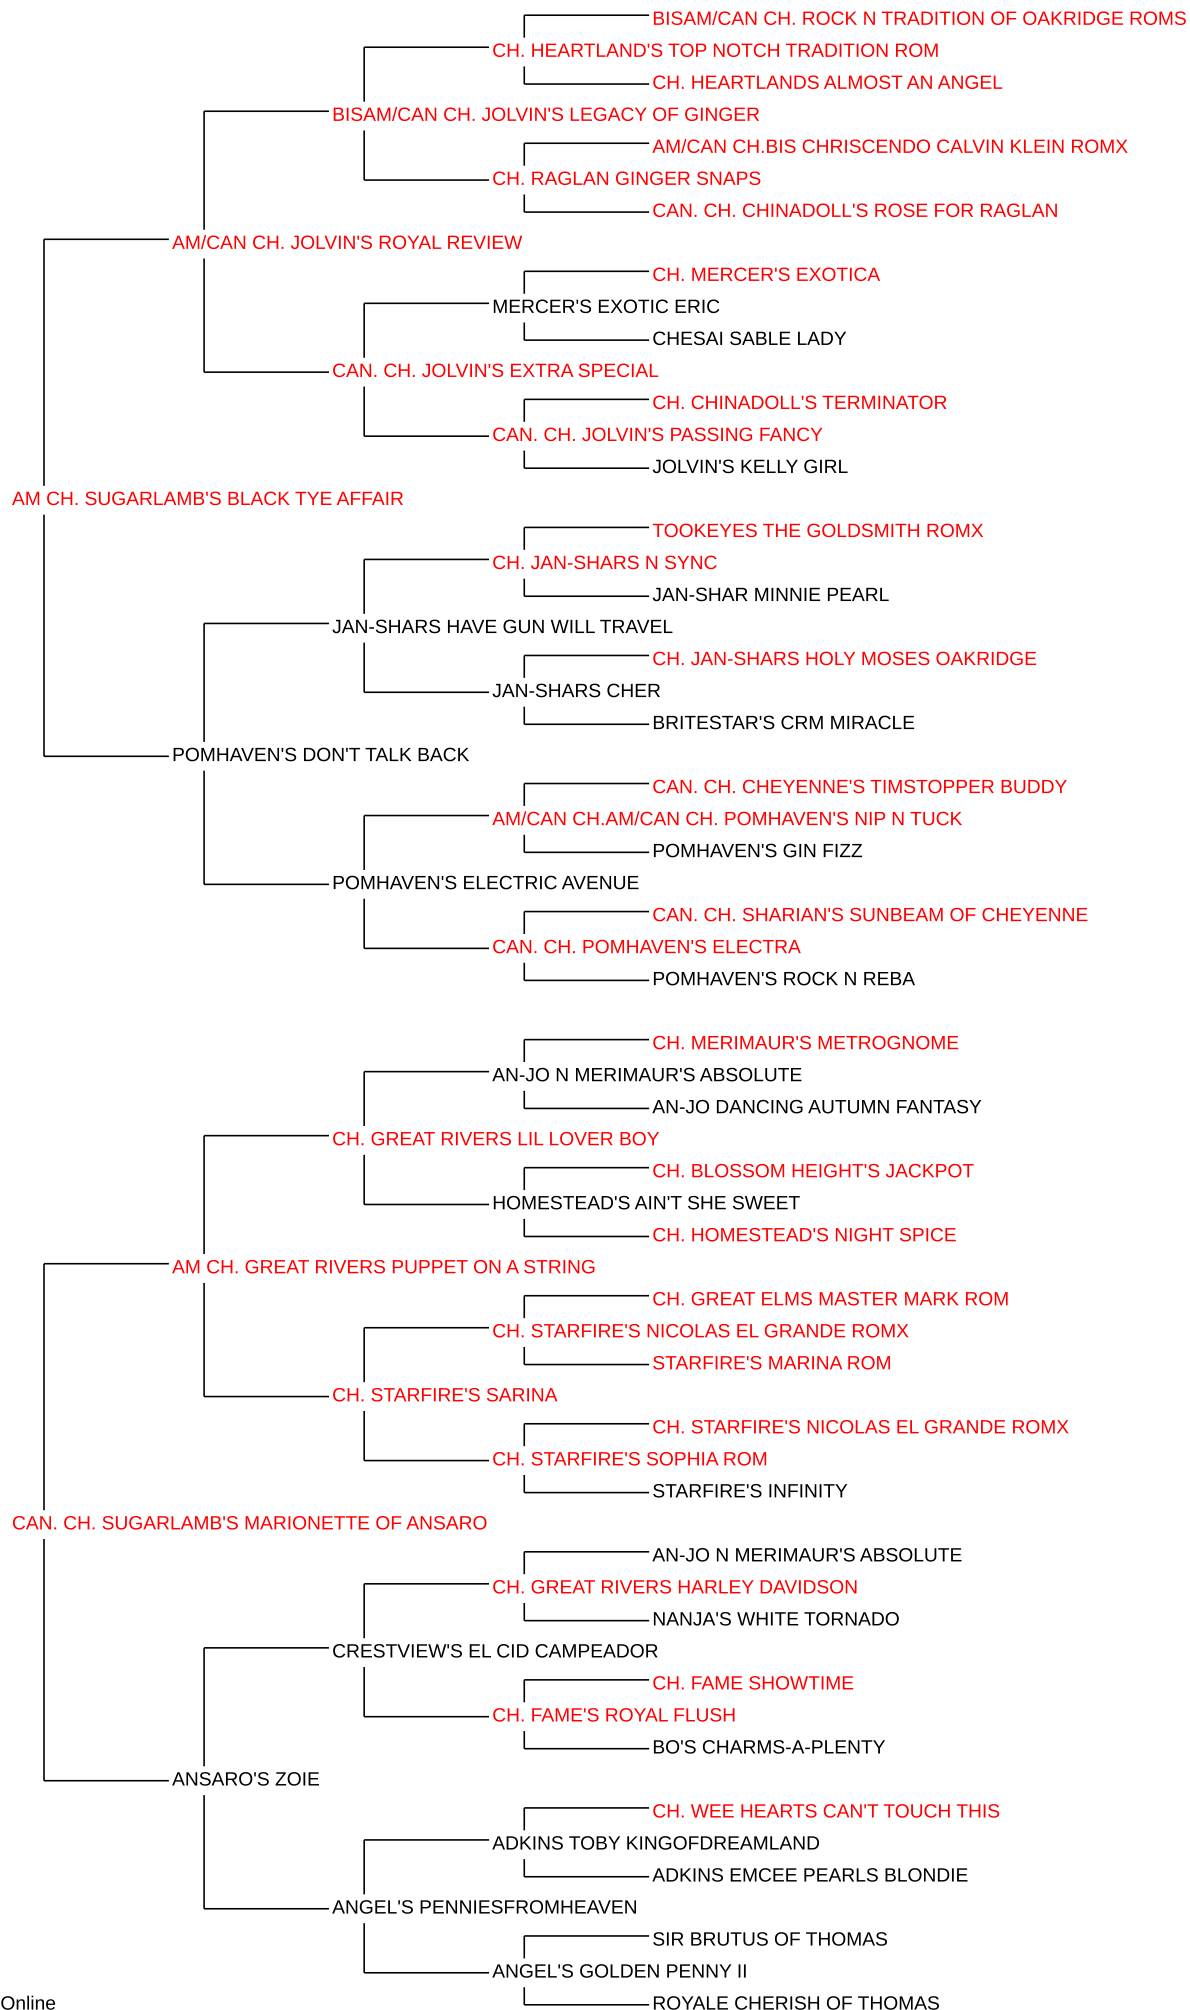 BISAM/CAN CH. ROCK N TRADITION OF OAKRIDGE ROMS
CH. HEARTLAND'S TOP NOTCH TRADITION ROM
CH. HEARTLANDS ALMOST AN ANGEL
BISAM/CAN CH. JOLVIN'S LEGACY OF GINGER
AM/CAN CH.BIS CHRISCENDO CALVIN KLEIN ROMX
CH. RAGLAN GINGER SNAPS
CAN. CH. CHINADOLL'S ROSE FOR RAGLAN
AM/CAN CH. JOLVIN'S ROYAL REVIEW
CH. MERCER'S EXOTICA
MERCER'S EXOTIC ERIC
CHESAI SABLE LADY
CAN. CH. JOLVIN'S EXTRA SPECIAL
CH. CHINADOLL'S TERMINATOR
CAN. CH. JOLVIN'S PASSING FANCY
JOLVIN'S KELLY GIRL
AM CH. SUGARLAMB'S BLACK TYE AFFAIR
TOOKEYES THE GOLDSMITH ROMX
CH. JAN-SHARS N SYNC
JAN-SHAR MINNIE PEARL
JAN-SHARS HAVE GUN WILL TRAVEL
CH. JAN-SHARS HOLY MOSES OAKRIDGE
JAN-SHARS CHER
BRITESTAR'S CRM MIRACLE
POMHAVEN'S DON'T TALK BACK
CAN. CH. CHEYENNE'S TIMSTOPPER BUDDY
AM/CAN CH.AM/CAN CH. POMHAVEN'S NIP N TUCK
POMHAVEN'S GIN FIZZ
POMHAVEN'S ELECTRIC AVENUE
CAN. CH. SHARIAN'S SUNBEAM OF CHEYENNE
CAN. CH. POMHAVEN'S ELECTRA
POMHAVEN'S ROCK N REBA
CH. MERIMAUR'S METROGNOME
AN-JO N MERIMAUR'S ABSOLUTE
AN-JO DANCING AUTUMN FANTASY
CH. GREAT RIVERS LIL LOVER BOY
CH. BLOSSOM HEIGHT'S JACKPOT
HOMESTEAD'S AIN'T SHE SWEET
CH. HOMESTEAD'S NIGHT SPICE
AM CH. GREAT RIVERS PUPPET ON A STRING
CH. GREAT ELMS MASTER MARK ROM
CH. STARFIRE'S NICOLAS EL GRANDE ROMX
STARFIRE'S MARINA ROM
CH. STARFIRE'S SARINA
CH. STARFIRE'S NICOLAS EL GRANDE ROMX
CH. STARFIRE'S SOPHIA ROM
STARFIRE'S INFINITY
CAN. CH. SUGARLAMB'S MARIONETTE OF ANSARO
AN-JO N MERIMAUR'S ABSOLUTE
CH. GREAT RIVERS HARLEY DAVIDSON
NANJA'S WHITE TORNADO
CRESTVIEW'S EL CID CAMPEADOR
CH. FAME SHOWTIME
CH. FAME'S ROYAL FLUSH
BO'S CHARMS-A-PLENTY
ANSARO'S ZOIE
CH. WEE HEARTS CAN'T TOUCH THIS
ADKINS TOBY KINGOFDREAMLAND
ADKINS EMCEE PEARLS BLONDIE
ANGEL'S PENNIESFROMHEAVEN
SIR BRUTUS OF THOMAS
ANGEL'S GOLDEN PENNY II
ROYALE CHERISH OF THOMAS
Online